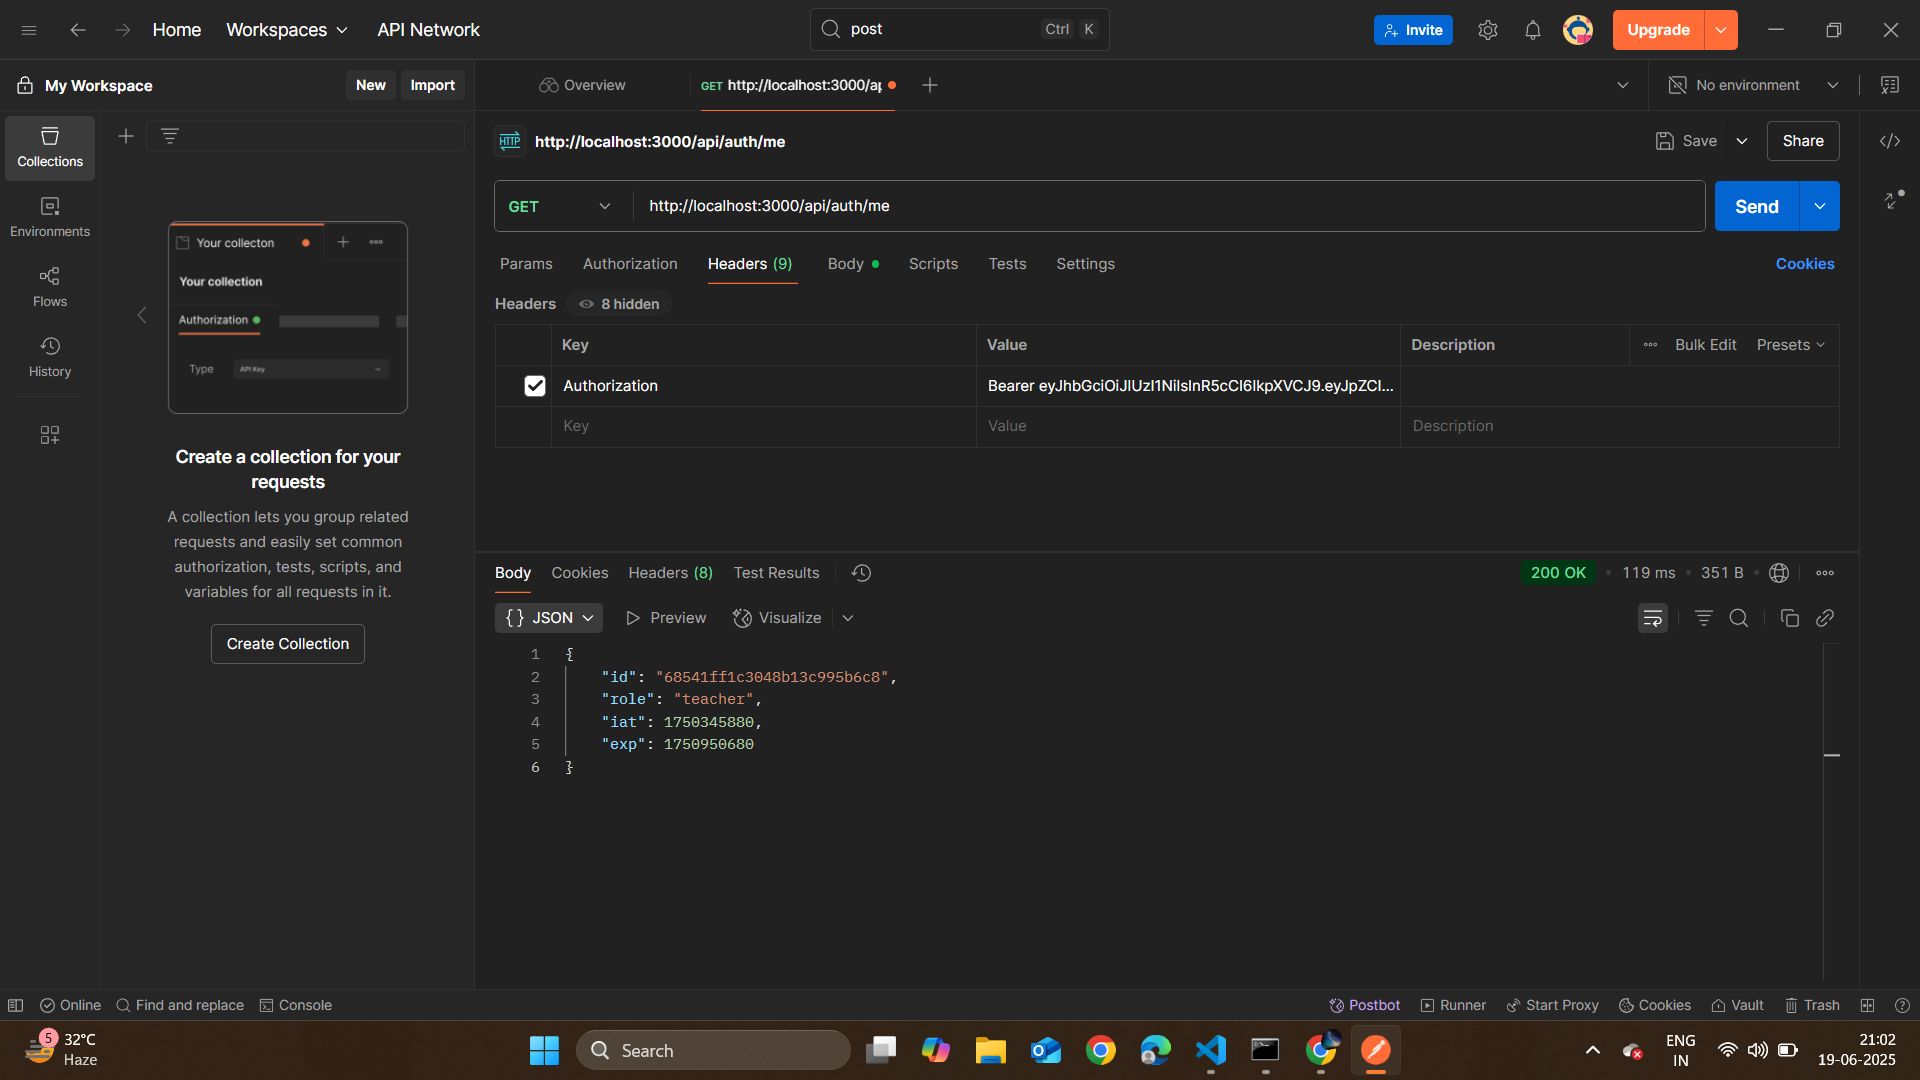 Home
Workspaces
API Network
post
Ctrl K
Invite
Upgrade
My Workspace
New
Import
Overview
GET http://localhost:3000/ap
No environment
Collections
Environments
Flows
History
Your collecton
Your collection
Authorization
Type
API Key
Create a collection for your
requests
A collection lets you group related
requests and easily set common
authorization, tests, scripts, and
variables for all requests in it.
Create Collection
HTTP
http://localhost:3000/api/auth/me
Save
Share
GET
http://localhost:3000/api/auth/me
Send
Params
Authorization
Headers (9)
Body
Scripts
Tests
Settings
Cookies
Headers
8 hidden
Key
Value
Description
Bulk Edit
Presets
Authorization
Bearer eyJhbGciOiJIUzI1NiIsInR5cCI6IkpXVCJ9.eyJpZCI...
Key
Value
Description
Body
Cookies
Headers (8)
Test Results
200 OK
119 ms
351 B
{} JSON
Preview
Visualize
1 {
2 "id": "68541ff1c3048b13c995b6c8",
3 "role": "teacher",
4 "iat": 1750345880,
5 "exp": 1750950680
6 }
Online
Find and replace
Console
Postbot
Runner
Start Proxy
Cookies
Vault
Trash
5
32°C
Haze
Search
ENG
IN
21:02
19-06-2025